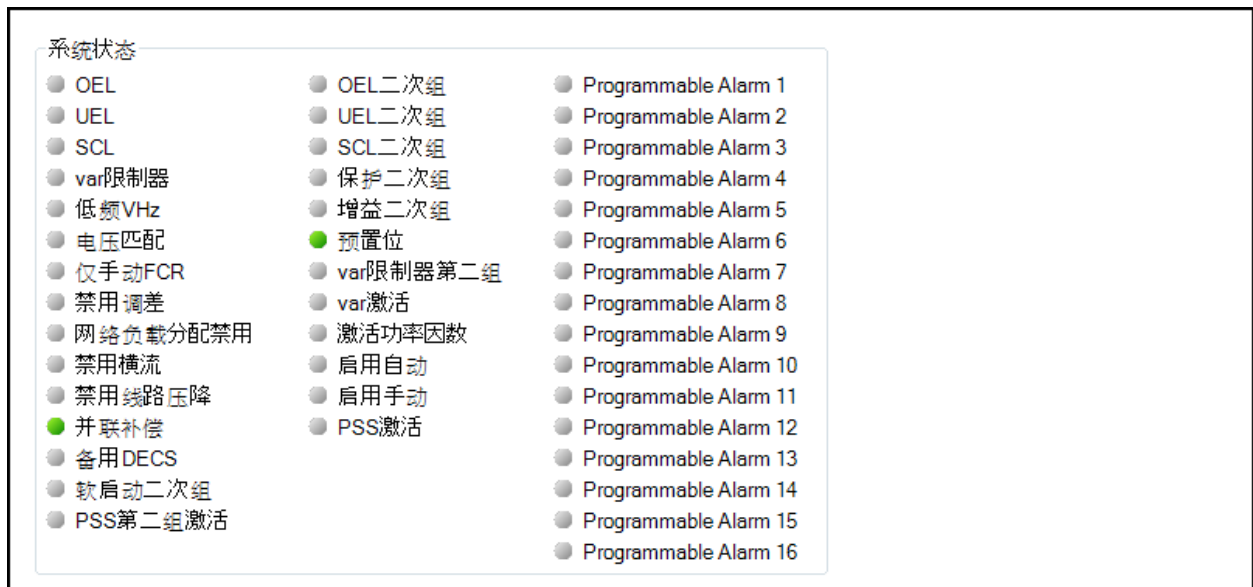 系统状态
OEL
UEL
SCL
var限制器
低频VHz
电压匹配
仅手动FCR
禁用调差
网络负载分配禁用
禁用横流
禁用线路压降
并联补偿
备用DECS
软启动二次组
PSS第二组激活
OEL二次组
UEL二次组
SCL二次组
保护二次组
增益二次组
预置位
var限制器第二组
var激活
激活功率因数
启用自动
启用手动
PSS激活
Programmable Alarm 1
Programmable Alarm 2
Programmable Alarm 3
Programmable Alarm 4
Programmable Alarm 5
Programmable Alarm 6
Programmable Alarm 7
Programmable Alarm 8
Programmable Alarm 9
Programmable Alarm 10
Programmable Alarm 11
Programmable Alarm 12
Programmable Alarm 13
Programmable Alarm 14
Programmable Alarm 15
Programmable Alarm 16